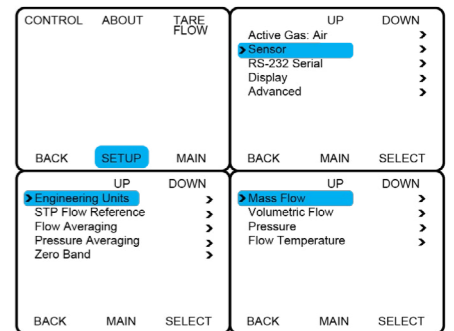 CONTROL ABOUT TARE FLOW
BACK SETUP MAIN
UP DOWN
Active Gas: Air >
> Sensor >
RS-232 Serial >
Display >
Advanced >
BACK MAIN SELECT
UP DOWN
> Engineering Units >
STP Flow Reference >
Flow Averaging >
Pressure Averaging >
Zero Band >
BACK MAIN SELECT
UP DOWN
> Mass Flow >
Volumetric Flow >
Pressure >
Flow Temperature >
BACK MAIN SELECT